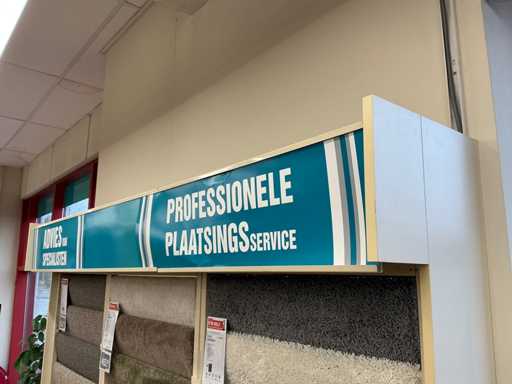 ADVIES VAN
SPECIALISTEN
PROFESSIONELE
PLAATSINGSSERVICE